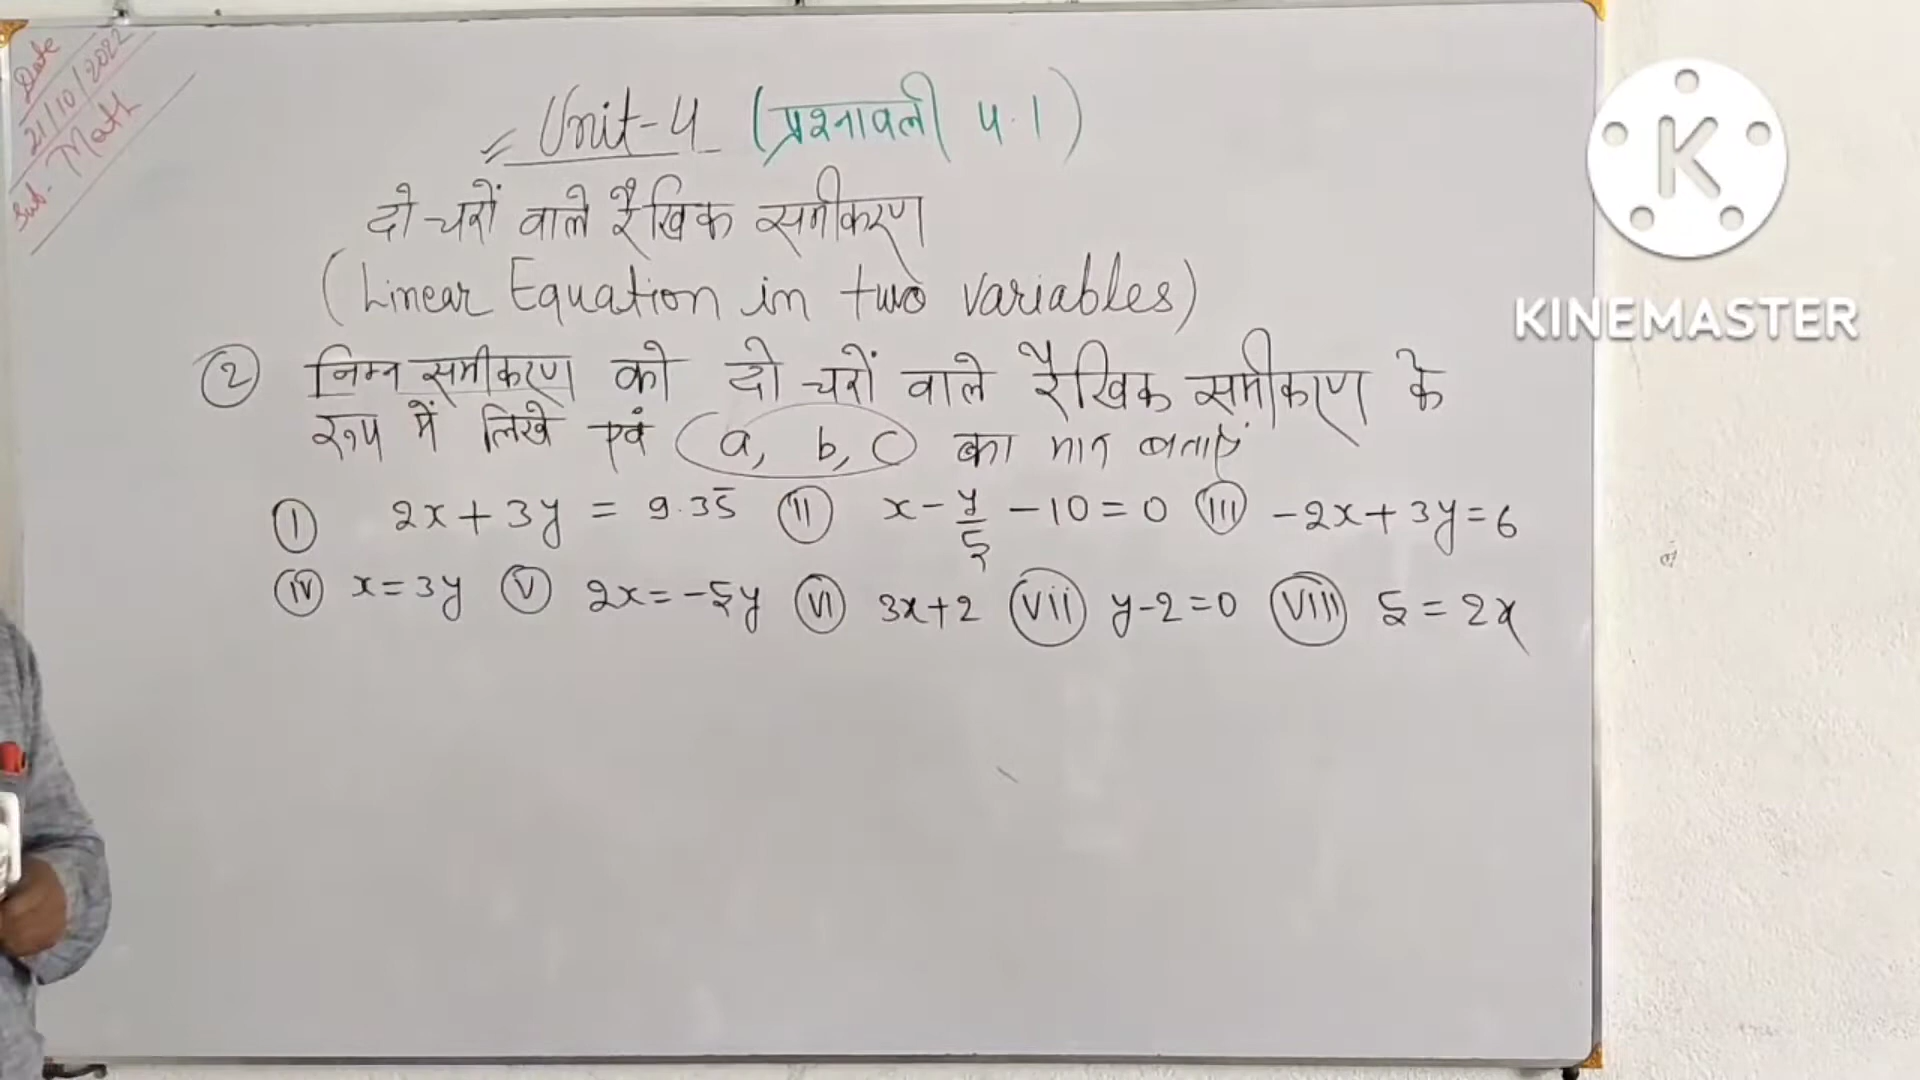 Date
21/10/2022
Sub- Math
Unit-4 (प्रश्नावली 4.1)
दो चरों वाले रैखिक समीकरण
(Linear Equation in two variables)
② निम्न समीकरण को दो चरों वाले रैखिक समीकरण के
रूप में लिखे एवं (a, b, c) का मान बताएं
Ⓘ 2x + 3y = 9.35 Ⓘⓘ x - y/5 - 10 = 0 ⓘⓘⓘ -2x + 3y = 6
ⓘⓥ x = 3y Ⓥ 2x = -5y ⓥⓘ 3x + 2 ⓥⓘⓘ y - 2 = 0 ⓥⓘⓘⓘ 5 = 2x
K
KINEMASTER